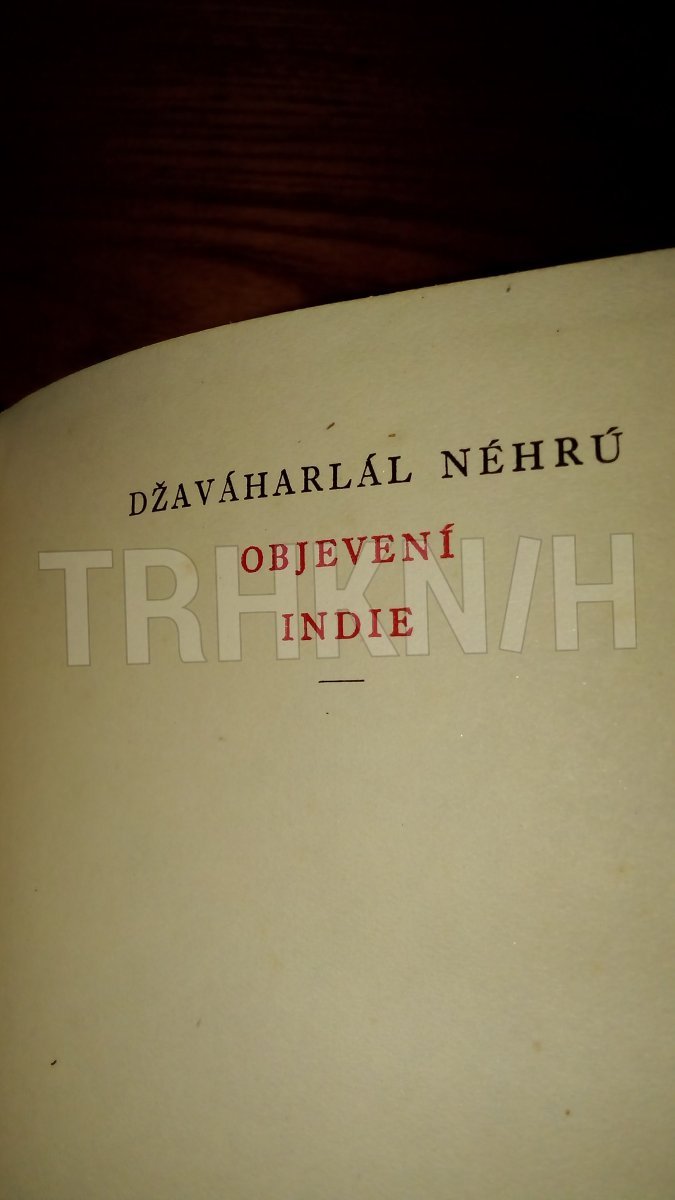 DŽAVÁHARLÁL NÉHRÚ
OBJEVENÍ
TRHKNIH
INDIE